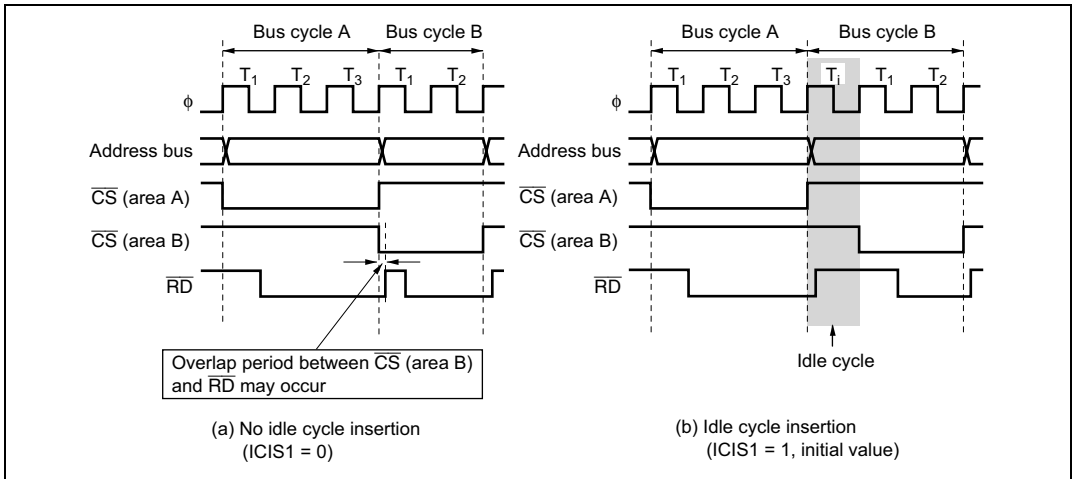 Bus cycle A
Bus cycle B
T1
T2
T3
T1
T2
ϕ
Address bus
CS (area A)
CS (area B)
RD
Overlap period between CS (area B)
and RD may occur
(a) No idle cycle insertion
(ICIS1 = 0)
Bus cycle A
Bus cycle B
T1
T2
T3
Ti
T1
T2
ϕ
Address bus
CS (area A)
CS (area B)
RD
Idle cycle
(b) Idle cycle insertion
(ICIS1 = 1, initial value)